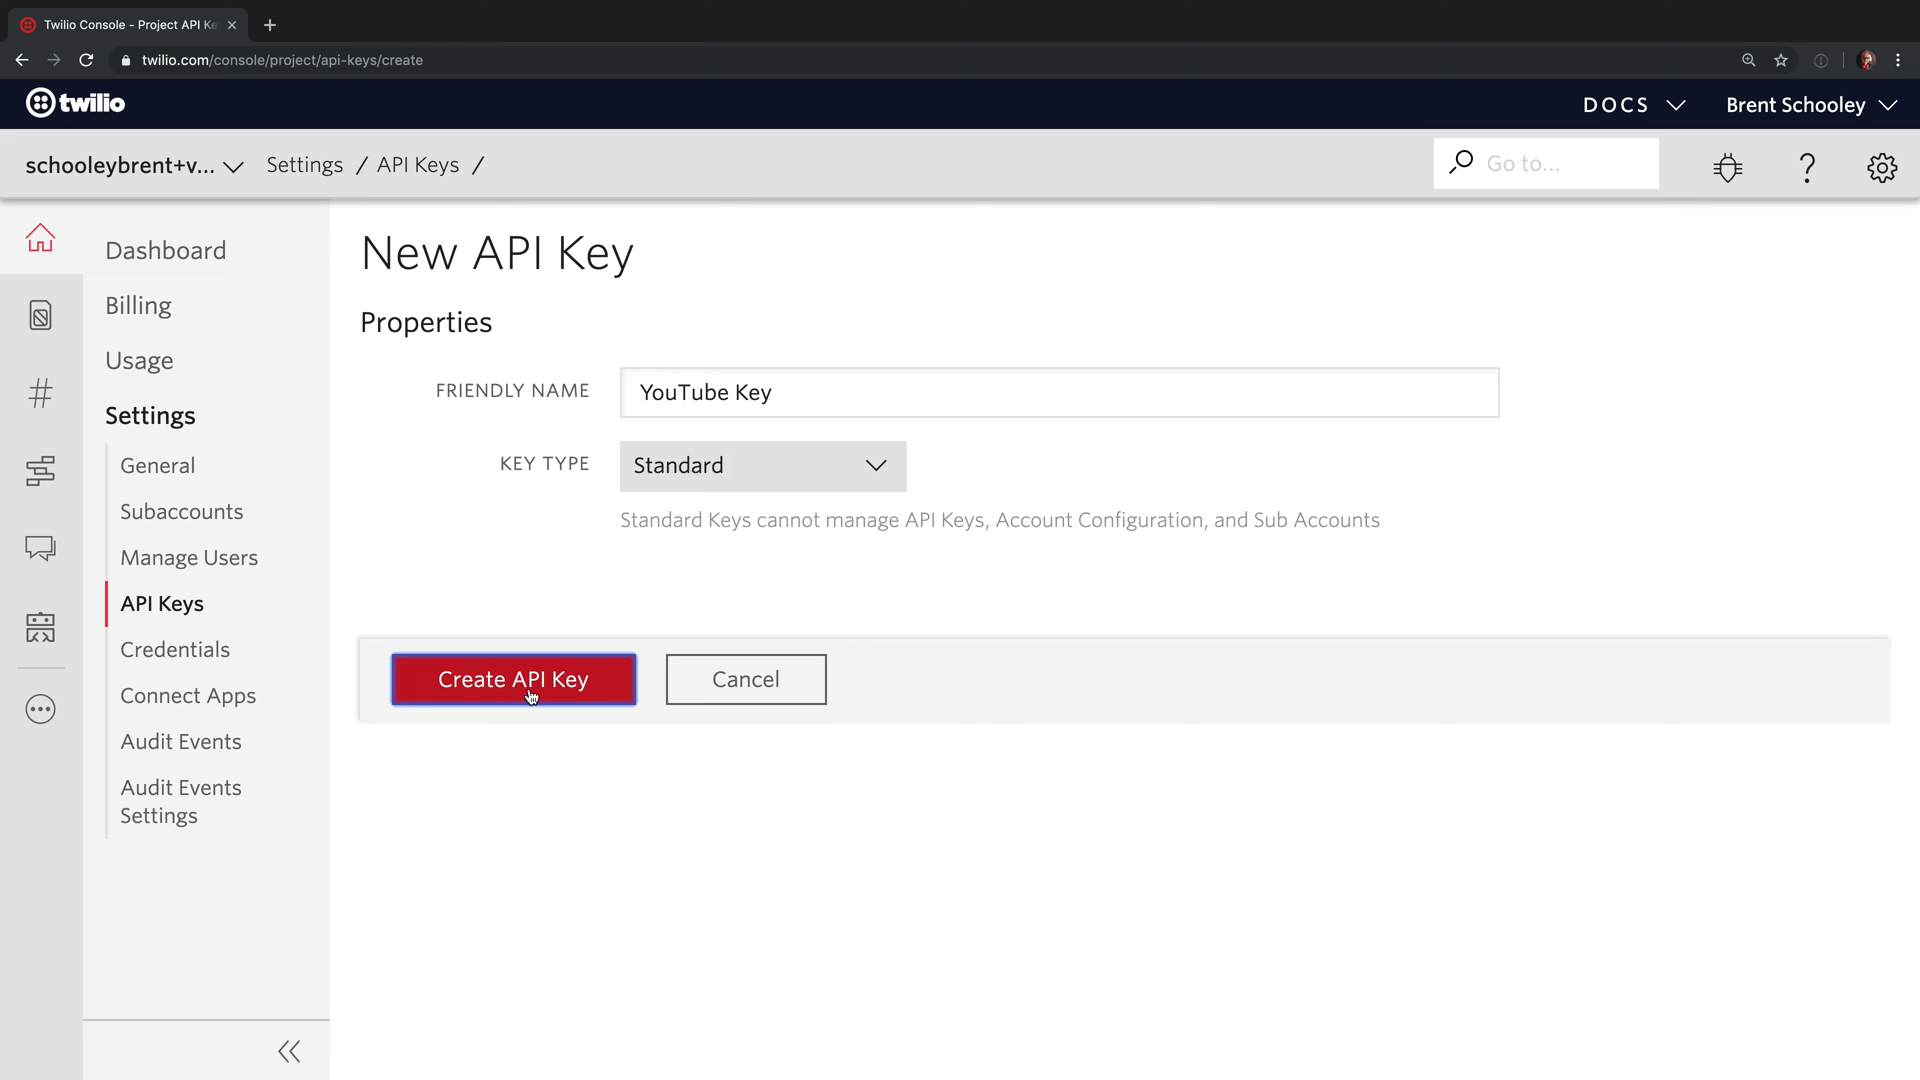 Twilio Console - Project API Ke
twilio.com/console/project/api-keys/create
twilio
DOCS
Brent Schooley
schooleybrent+v...
Settings / API Keys /
Go to...
Dashboard
Billing
Usage
Settings
General
Subaccounts
Manage Users
API Keys
Credentials
Connect Apps
Audit Events
Audit Events
Settings
New API Key
Properties
FRIENDLY NAME
YouTube Key
KEY TYPE
Standard
Standard Keys cannot manage API Keys, Account Configuration, and Sub Accounts
Create API Key
Cancel